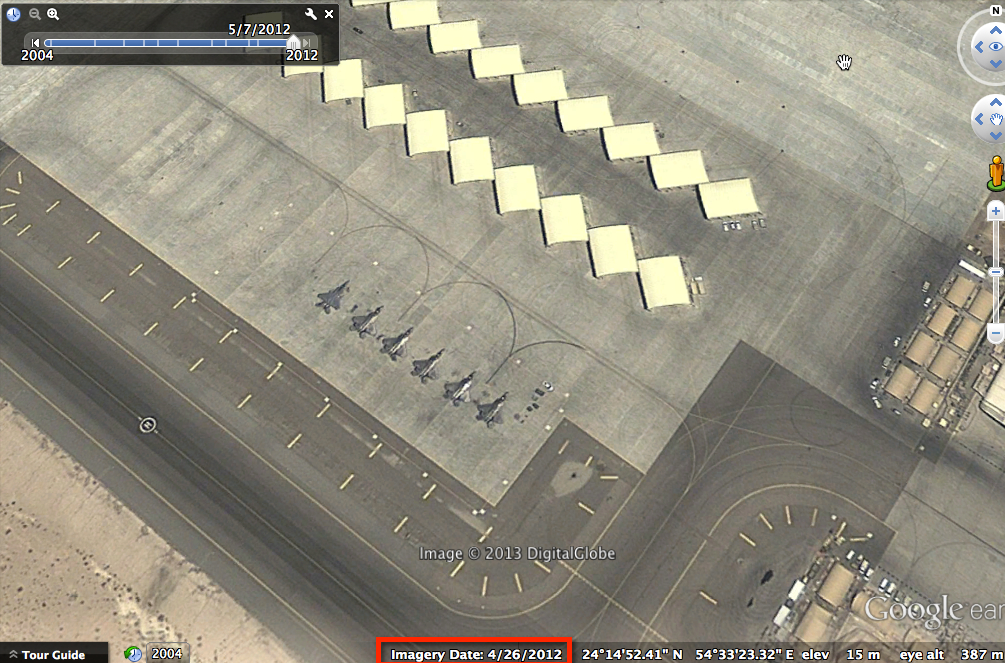 5/7/2012
2004
2012
N
Image © 2013 DigitalGlobe
Google ear
Tour Guide
2004
Imagery Date: 4/26/2012
24°14'52.41" N
54°33'23.32" E
elev
15 m
eye alt
387 m